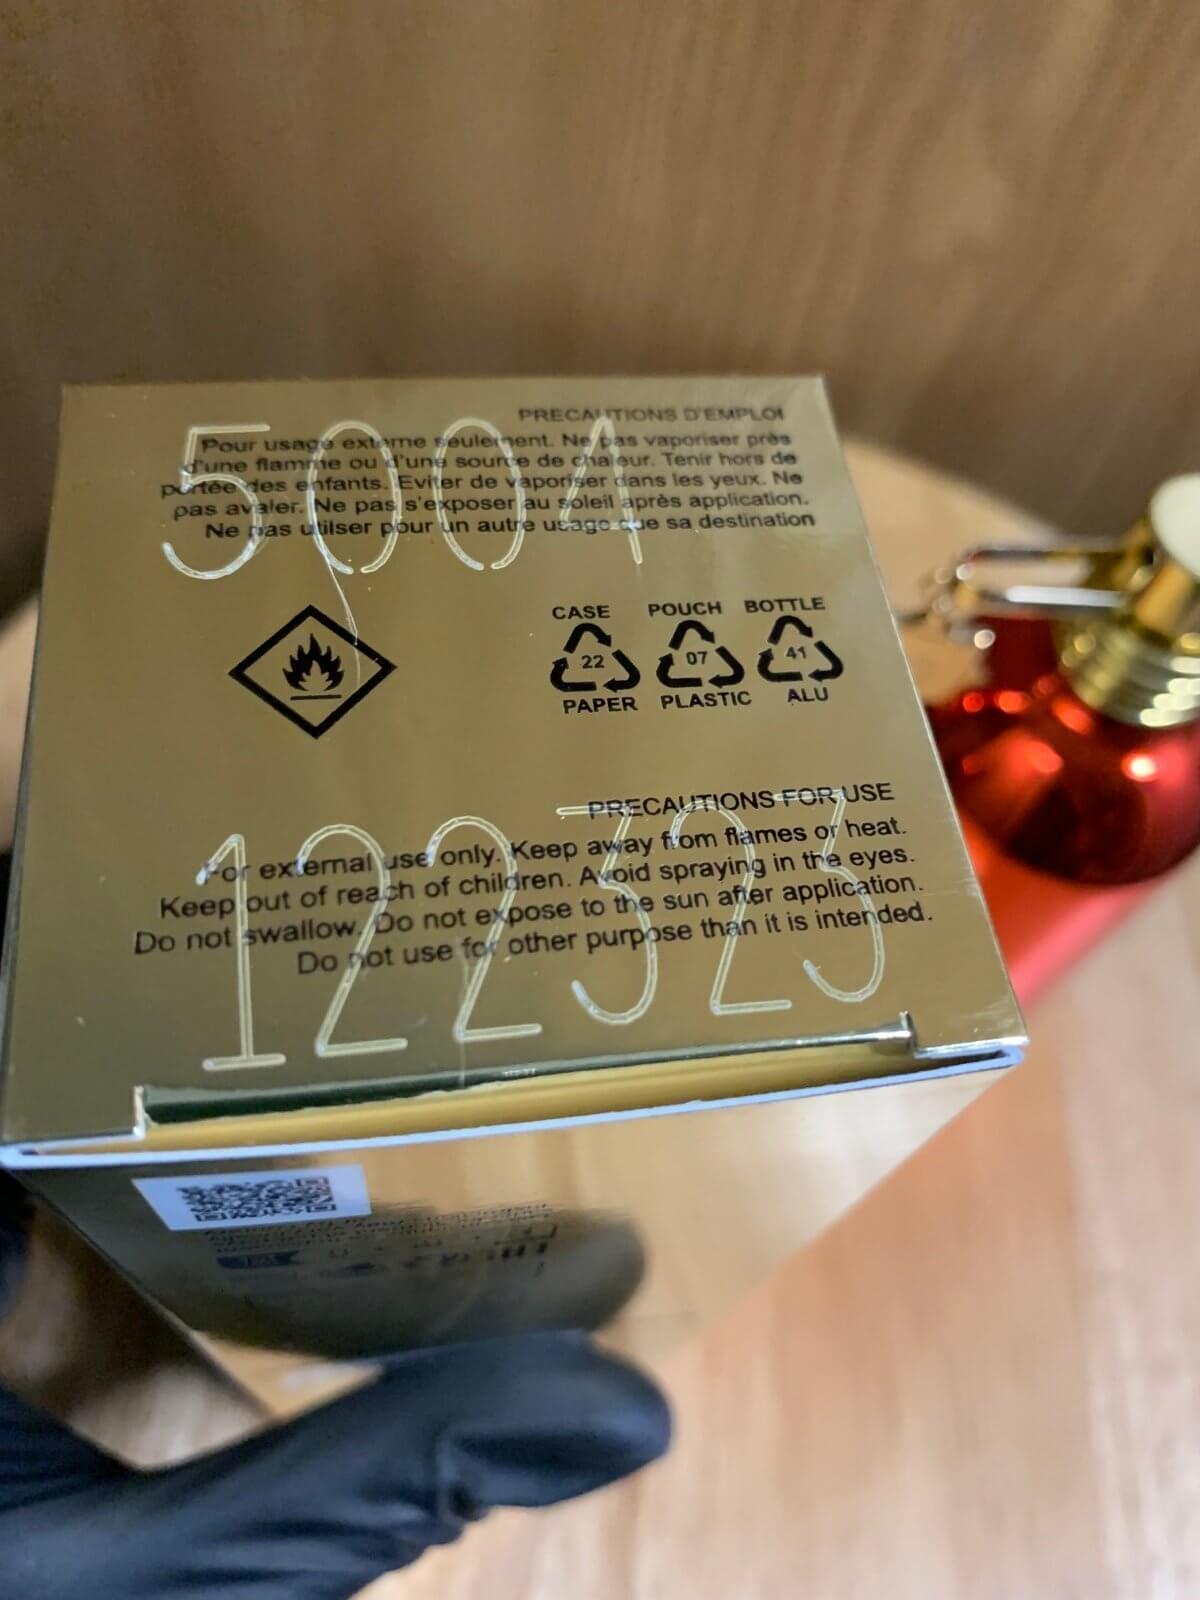 5004
PRECAUTIONS D'EMPLOI
Pour usage externe seulement. Ne pas vaporiser près
d'une flamme ou d'une source de chaleur. Tenir hors de
portée des enfants. Eviter de vaporiser dans les yeux. Ne
pas avaler. Ne pas s'exposer au soleil après application.
Ne pas utilser pour un autre usage que sa destination
CASE POUCH BOTTLE
22 07 41
PAPER PLASTIC ALU
122323
PRECAUTIONS FOR USE
For external use only. Keep away from flames or heat.
Keep out of reach of children. Avoid spraying in the eyes.
Do not swallow. Do not expose to the sun after application.
Do not use for other purpose than it is intended.